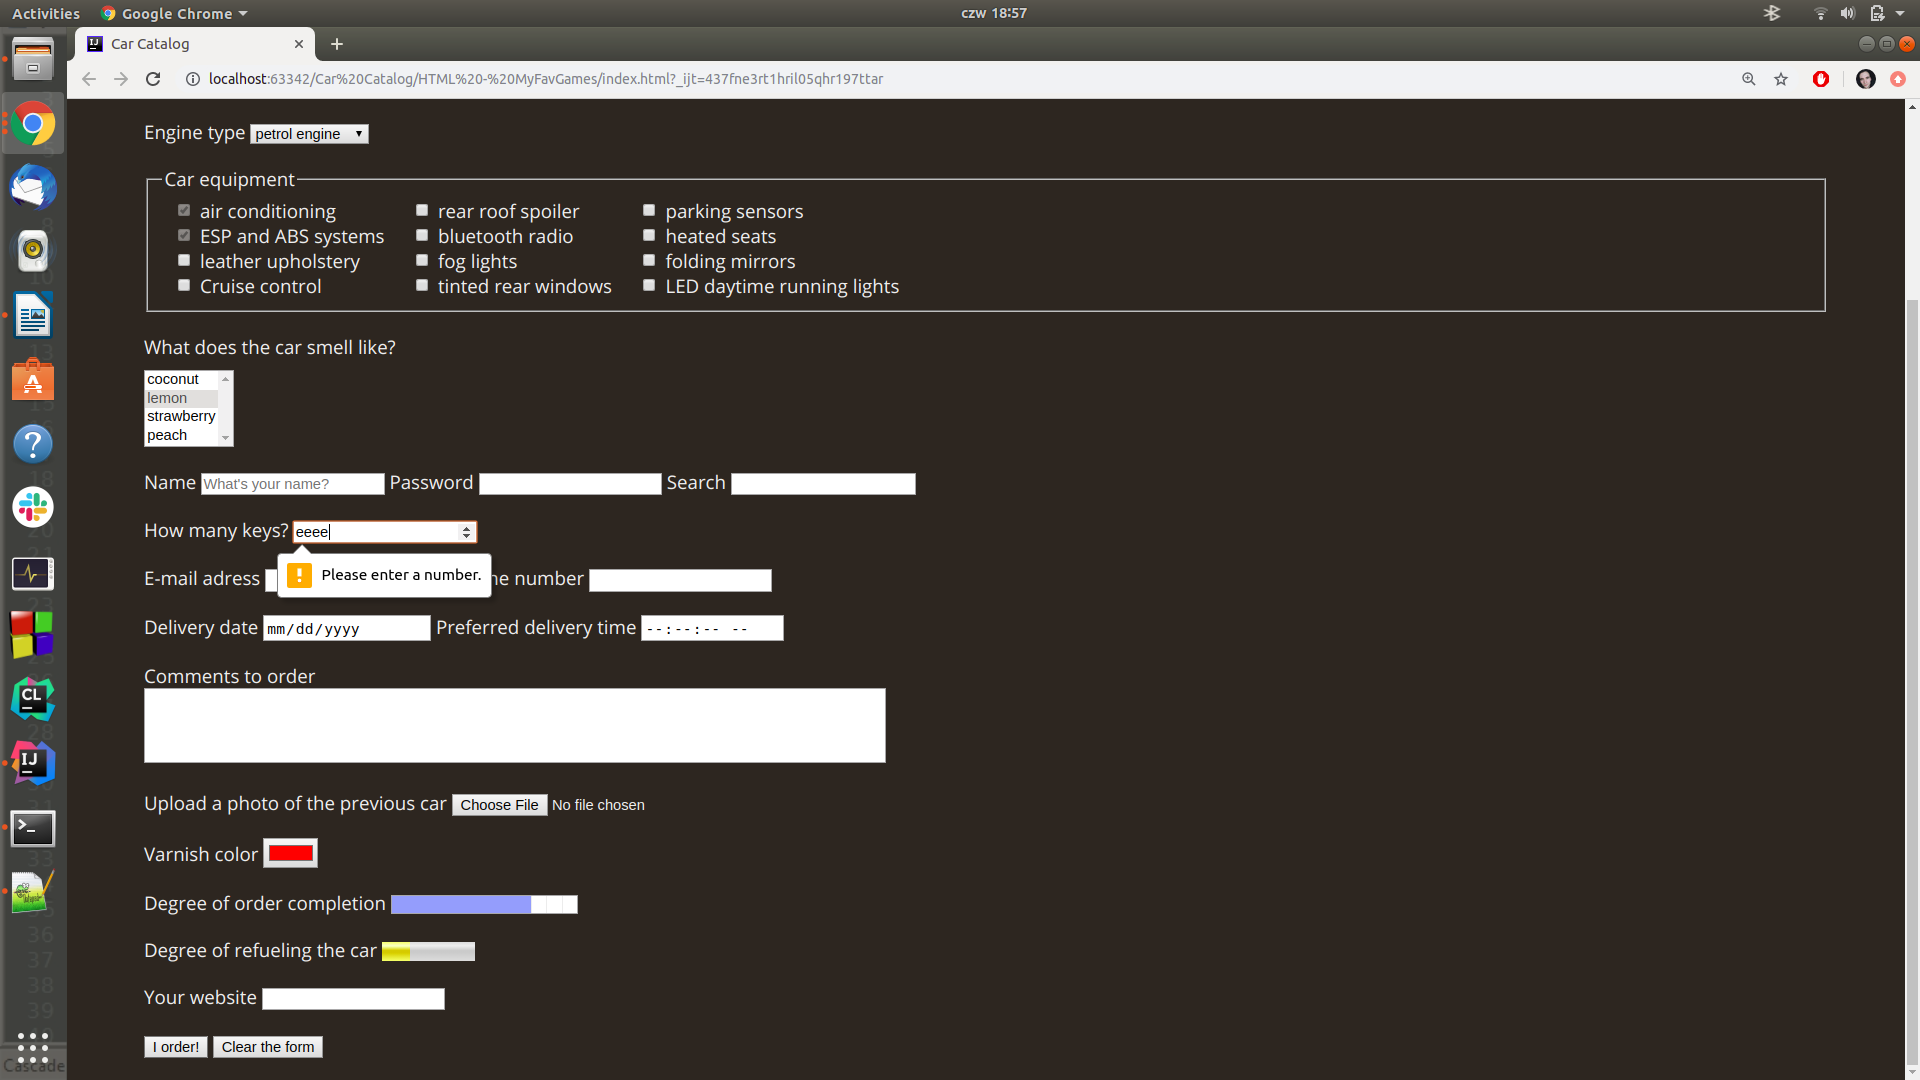 Activities Google Chrome czw 18:57
Car Catalog
localhost:63342/Car%20Catalog/HTML%20-%20MyFavGames/index.html?_ijt=437fne3rt1hril05qhr197ttar
Engine type petrol engine
Car equipment
air conditioning rear roof spoiler parking sensors
ESP and ABS systems bluetooth radio heated seats
leather upholstery fog lights folding mirrors
Cruise control tinted rear windows LED daytime running lights
What does the car smell like?
coconut
lemon
strawberry
peach
Name What's your name? Password Search
How many keys? eeee
Please enter a number.
E-mail adress ne number
Delivery date mm/dd/yyyy Preferred delivery time --:--:-- --
Comments to order
Upload a photo of the previous car Choose File No file chosen
Varnish color
Degree of order completion
Degree of refueling the car
Your website
I order! Clear the form
CL
IJ
36
37
38
39
Cascade